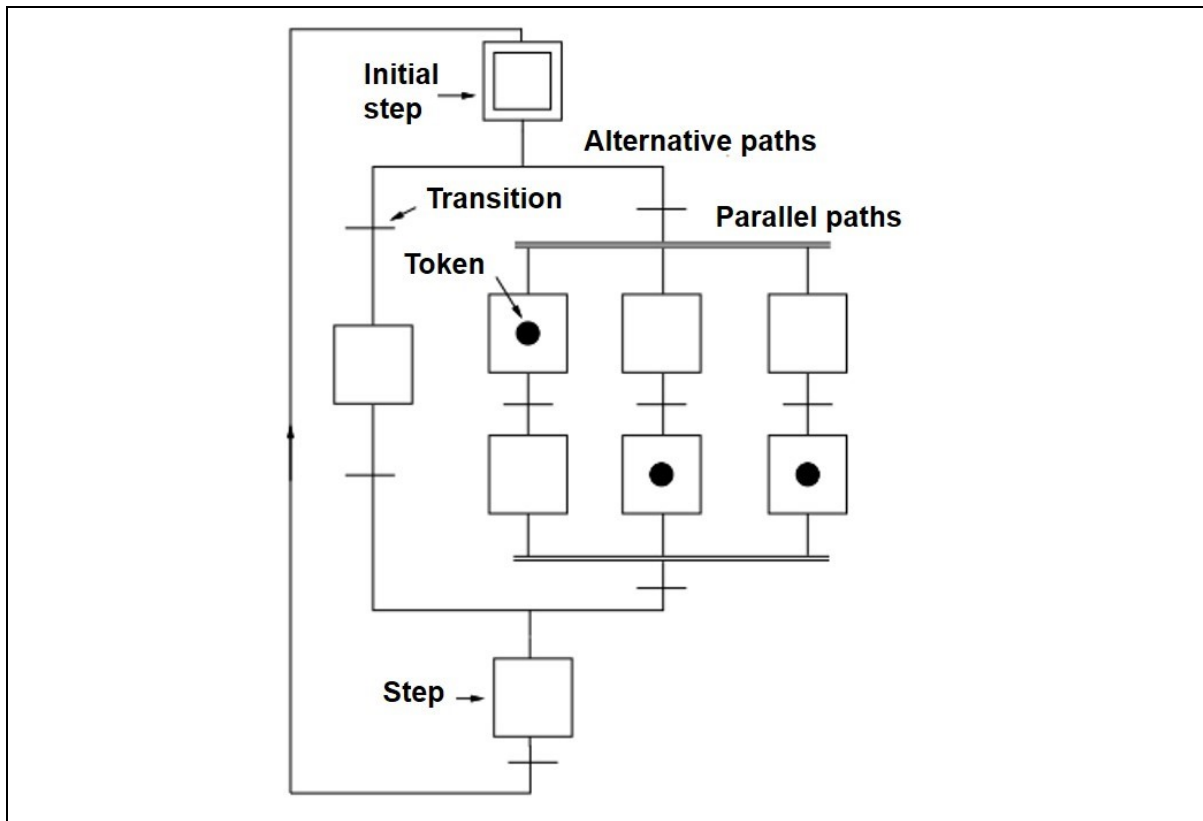 Initial
step
Alternative paths
Transition
Parallel paths
Token
Step